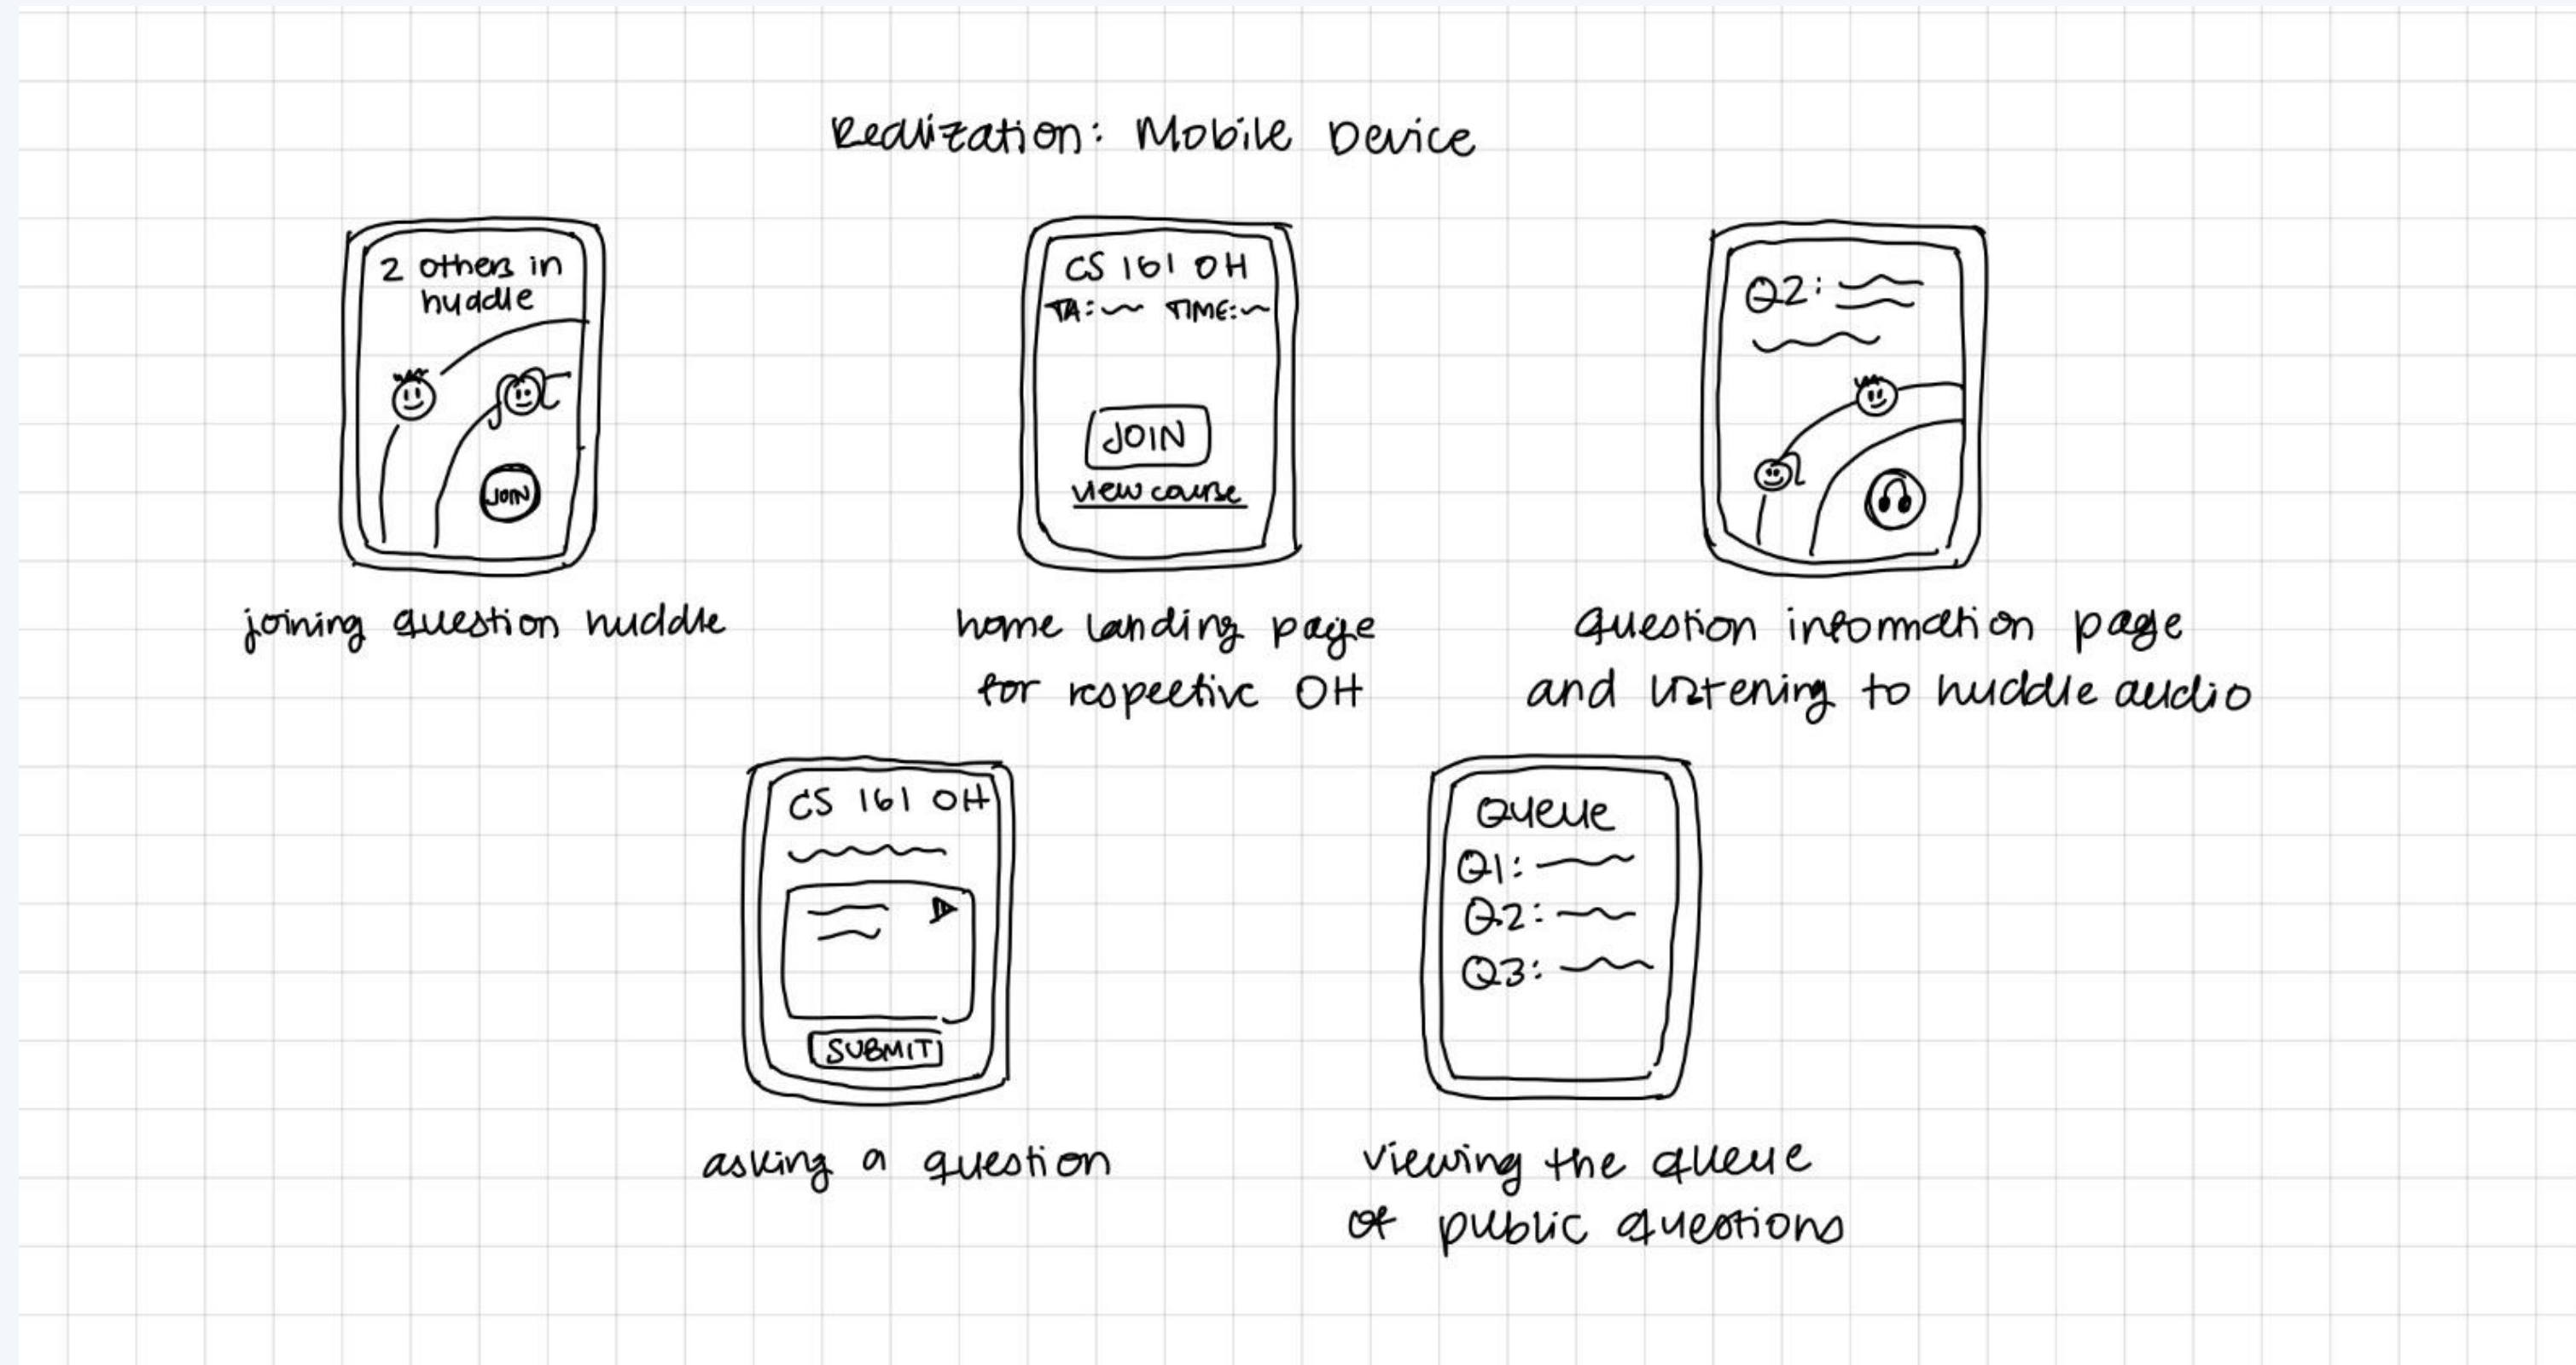 Realization: Mobile Device
2 others in
huddle
JOIN
joining question huddle
CS 161 OH
TA: TIME:
JOIN
view course
home landing page
for respective OH
Q2:
question information page
and listening to huddle audio
CS 161 OH
SUBMIT
asking a question
Queue
Q1:
Q2:
Q3:
viewing the queue
of public questions